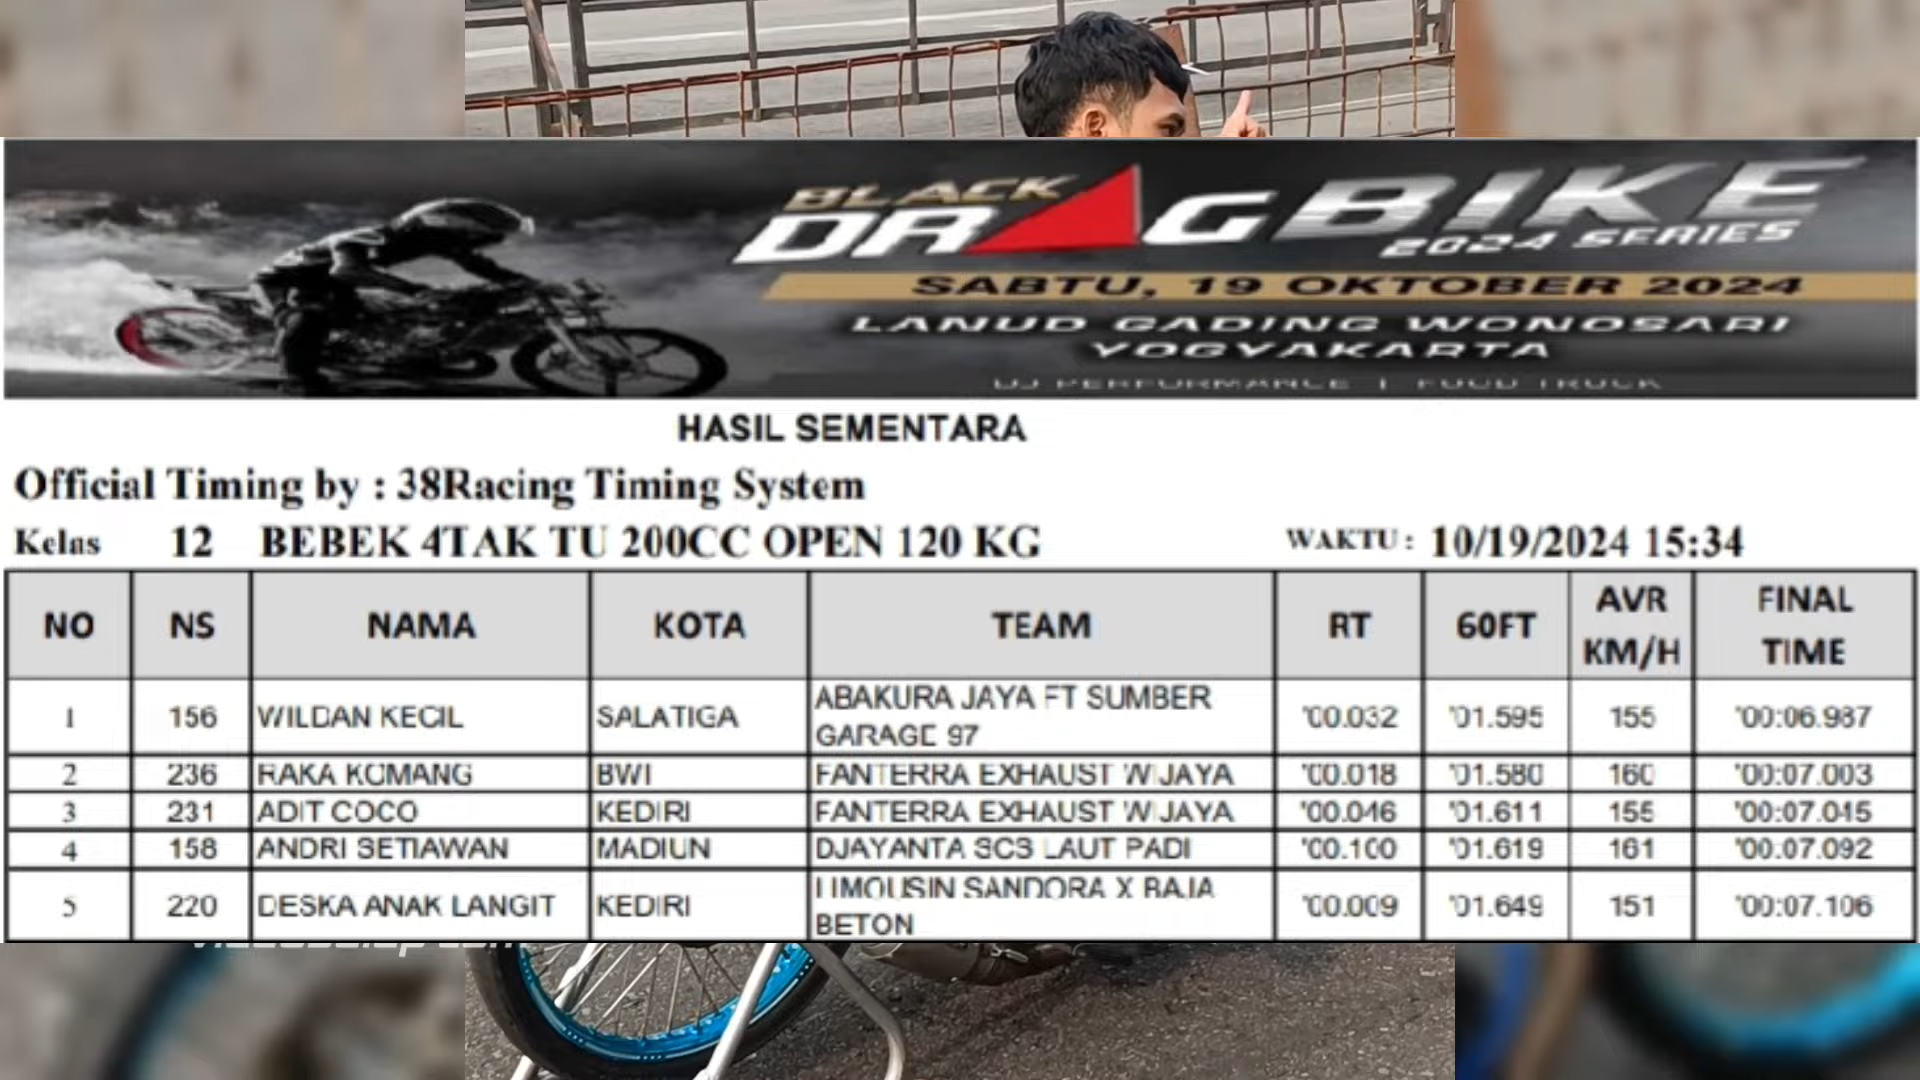 BLACK
DRAGBIKE
2024 SERIES
SABTU, 19 OKTOBER 2024
LANUD GADING WONOSARI
YOGYAKARTA
DJ PERFORMANCE | FOOD TRUCK
HASIL SEMENTARA
Official Timing by : 38Racing Timing System
Kelas 12 BEBEK 4TAK TU 200CC OPEN 120 KG WAKTU : 10/19/2024 15:34
NO NS NAMA KOTA TEAM RT 60FT AVR KM/H FINAL TIME
1 156 WILDAN KECIL SALATIGA ABAKURA JAYA FT SUMBER GARAGE 97 '00.032 '01.595 155 '00:06.987
2 236 RAKA KOMANG BWI FANTERRA EXHAUST WIJAYA '00.018 '01.580 160 '00:07.003
3 231 ADIT COCO KEDIRI FANTERRA EXHAUST WIJAYA '00.046 '01.611 155 '00:07.045
4 158 ANDRI SETIAWAN MADIUN DJAYANTA SCS LAUT PADI '00.100 '01.619 161 '00:07.092
5 220 DESKA ANAK LANGIT KEDIRI LIMOUSIN SANDORA X BAJA BETON '00.009 '01.649 151 '00:07.106